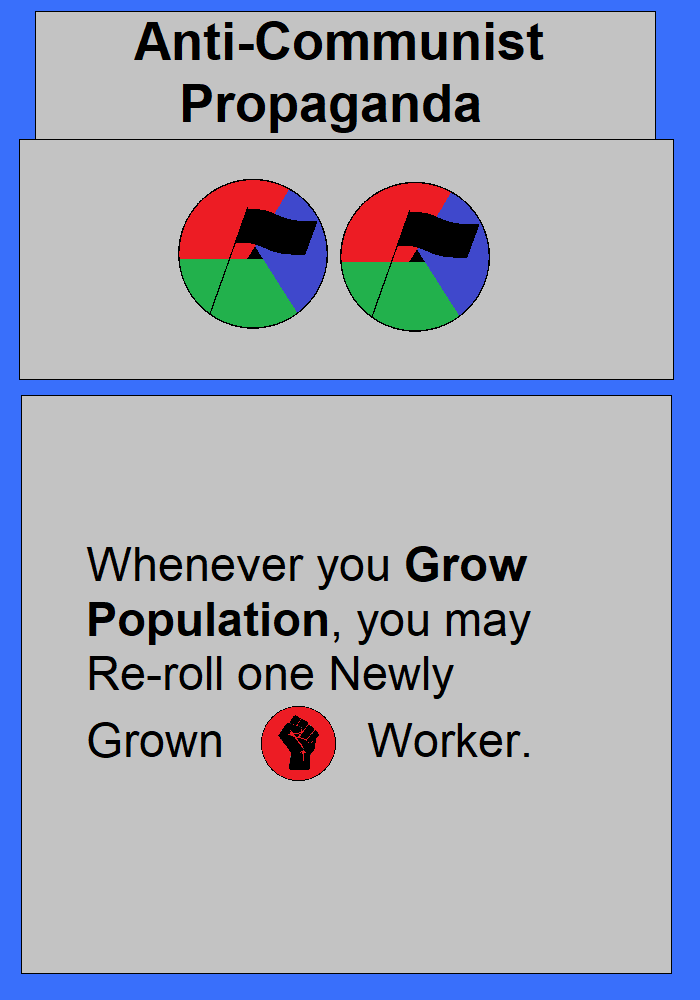 Anti-Communist
Propaganda
Whenever you Grow
Population, you may
Re-roll one Newly
Grown Worker.